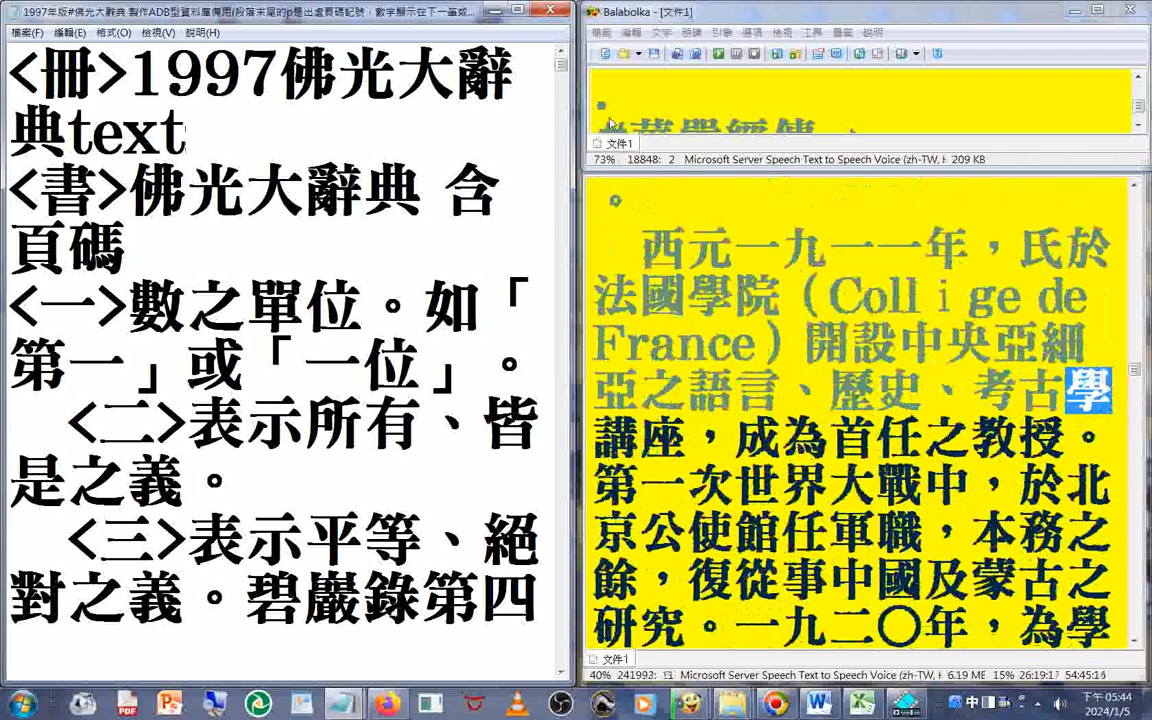 1997年版#佛光大辭典 製作ADB型資料庫備用(段落末尾的p是出處頁碼記號，數字顯示在下一筆或...
檔案(F) 編輯(E) 格式(O) 檢視(V) 說明(H)
<冊>1997佛光大辭
典text
<書>佛光大辭典 含
頁碼
<一>數之單位。如「
第一」或「一位」。
<二>表示所有、皆
是之義。
<三>表示平等、絕
對之義。碧巖錄第四
Balabolka - [文件1]
檔案 編輯 文字 朗讀 引擎 選項 檢視 工具 書籤 說明
文件1
73% 18848: 2 Microsoft Server Speech Text to Speech Voice (zh-TW, H 209 KB
。
西元一九一一年，氏於
法國學院（Coll i ge de
France）開設中央亞細
亞之語言、歷史、考古學
講座，成為首任之教授。
第一次世界大戰中，於北
京公使館任軍職，本務之
餘，復從事中國及蒙古之
研究。一九二〇年，為學
文件1
40% 241993: Microsoft Server Speech Text to Speech Voice (zh-TW, H 6.19 ME 15% 26:19:17 54:45:16
中
下午 05:44
2024/1/5